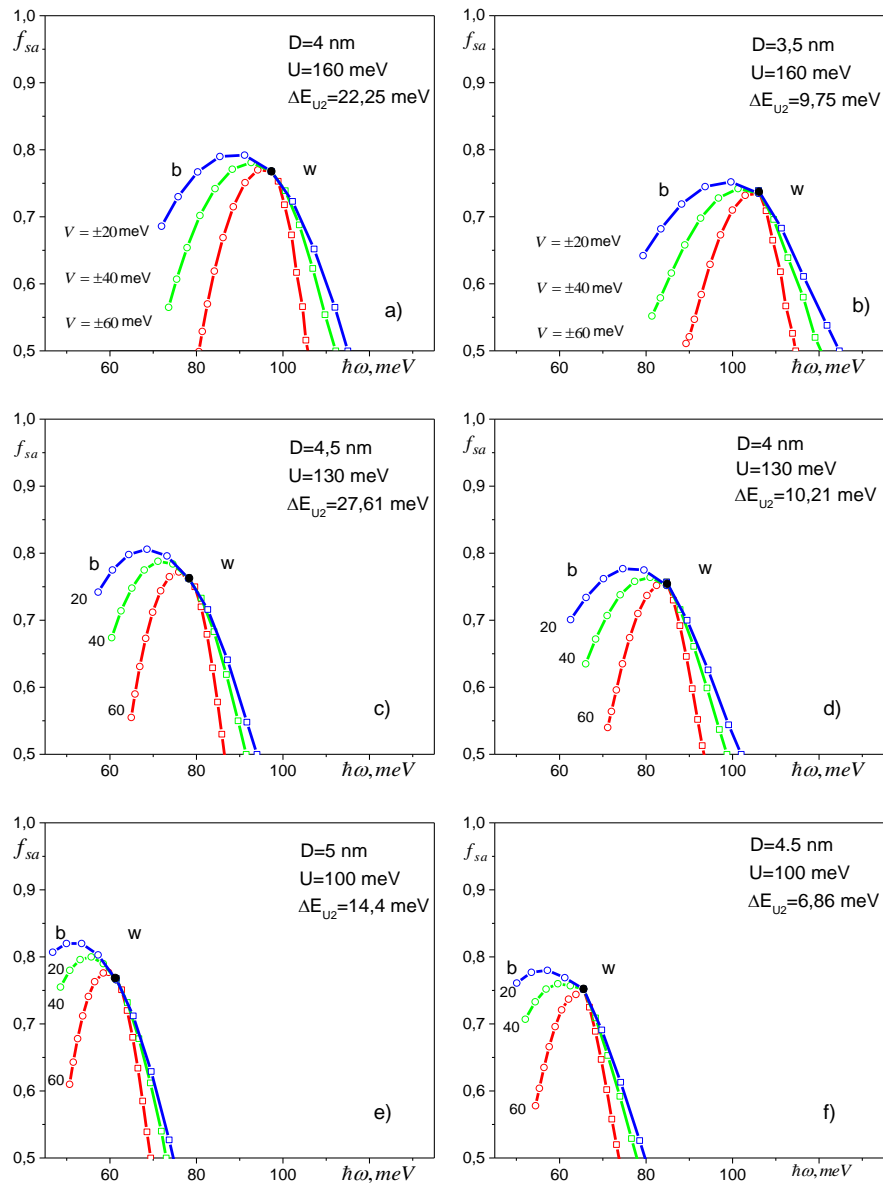 1,0
f_sa
0,9
0,8
0,7
0,6
0,5
D=4 nm
U=160 meV
ΔE_U2=22,25 meV
b
w
V = ±20 meV
V = ±40 meV
V = ±60 meV
a)
60
80
100
ħω, meV
1,0
f_sa
0,9
0,8
0,7
0,6
0,5
D=3,5 nm
U=160 meV
ΔE_U2=9,75 meV
b
w
V = ±20 meV
V = ±40 meV
V = ±60 meV
b)
60
80
100
ħω, meV
1,0
f_sa
0,9
0,8
0,7
0,6
0,5
D=4,5 nm
U=130 meV
ΔE_U2=27,61 meV
b
w
20
40
60
c)
60
80
100
ħω, meV
1,0
f_sa
0,9
0,8
0,7
0,6
0,5
D=4 nm
U=130 meV
ΔE_U2=10,21 meV
b
w
20
40
60
d)
60
80
100
ħω, meV
1,0
f_sa
0,9
0,8
0,7
0,6
0,5
D=5 nm
U=100 meV
ΔE_U2=14,4 meV
b
w
20
40
60
e)
60
80
100
ħω, meV
1,0
f_sa
0,9
0,8
0,7
0,6
0,5
D=4.5 nm
U=100 meV
ΔE_U2=6,86 meV
b
w
20
40
60
f)
60
80
100
ħω, meV